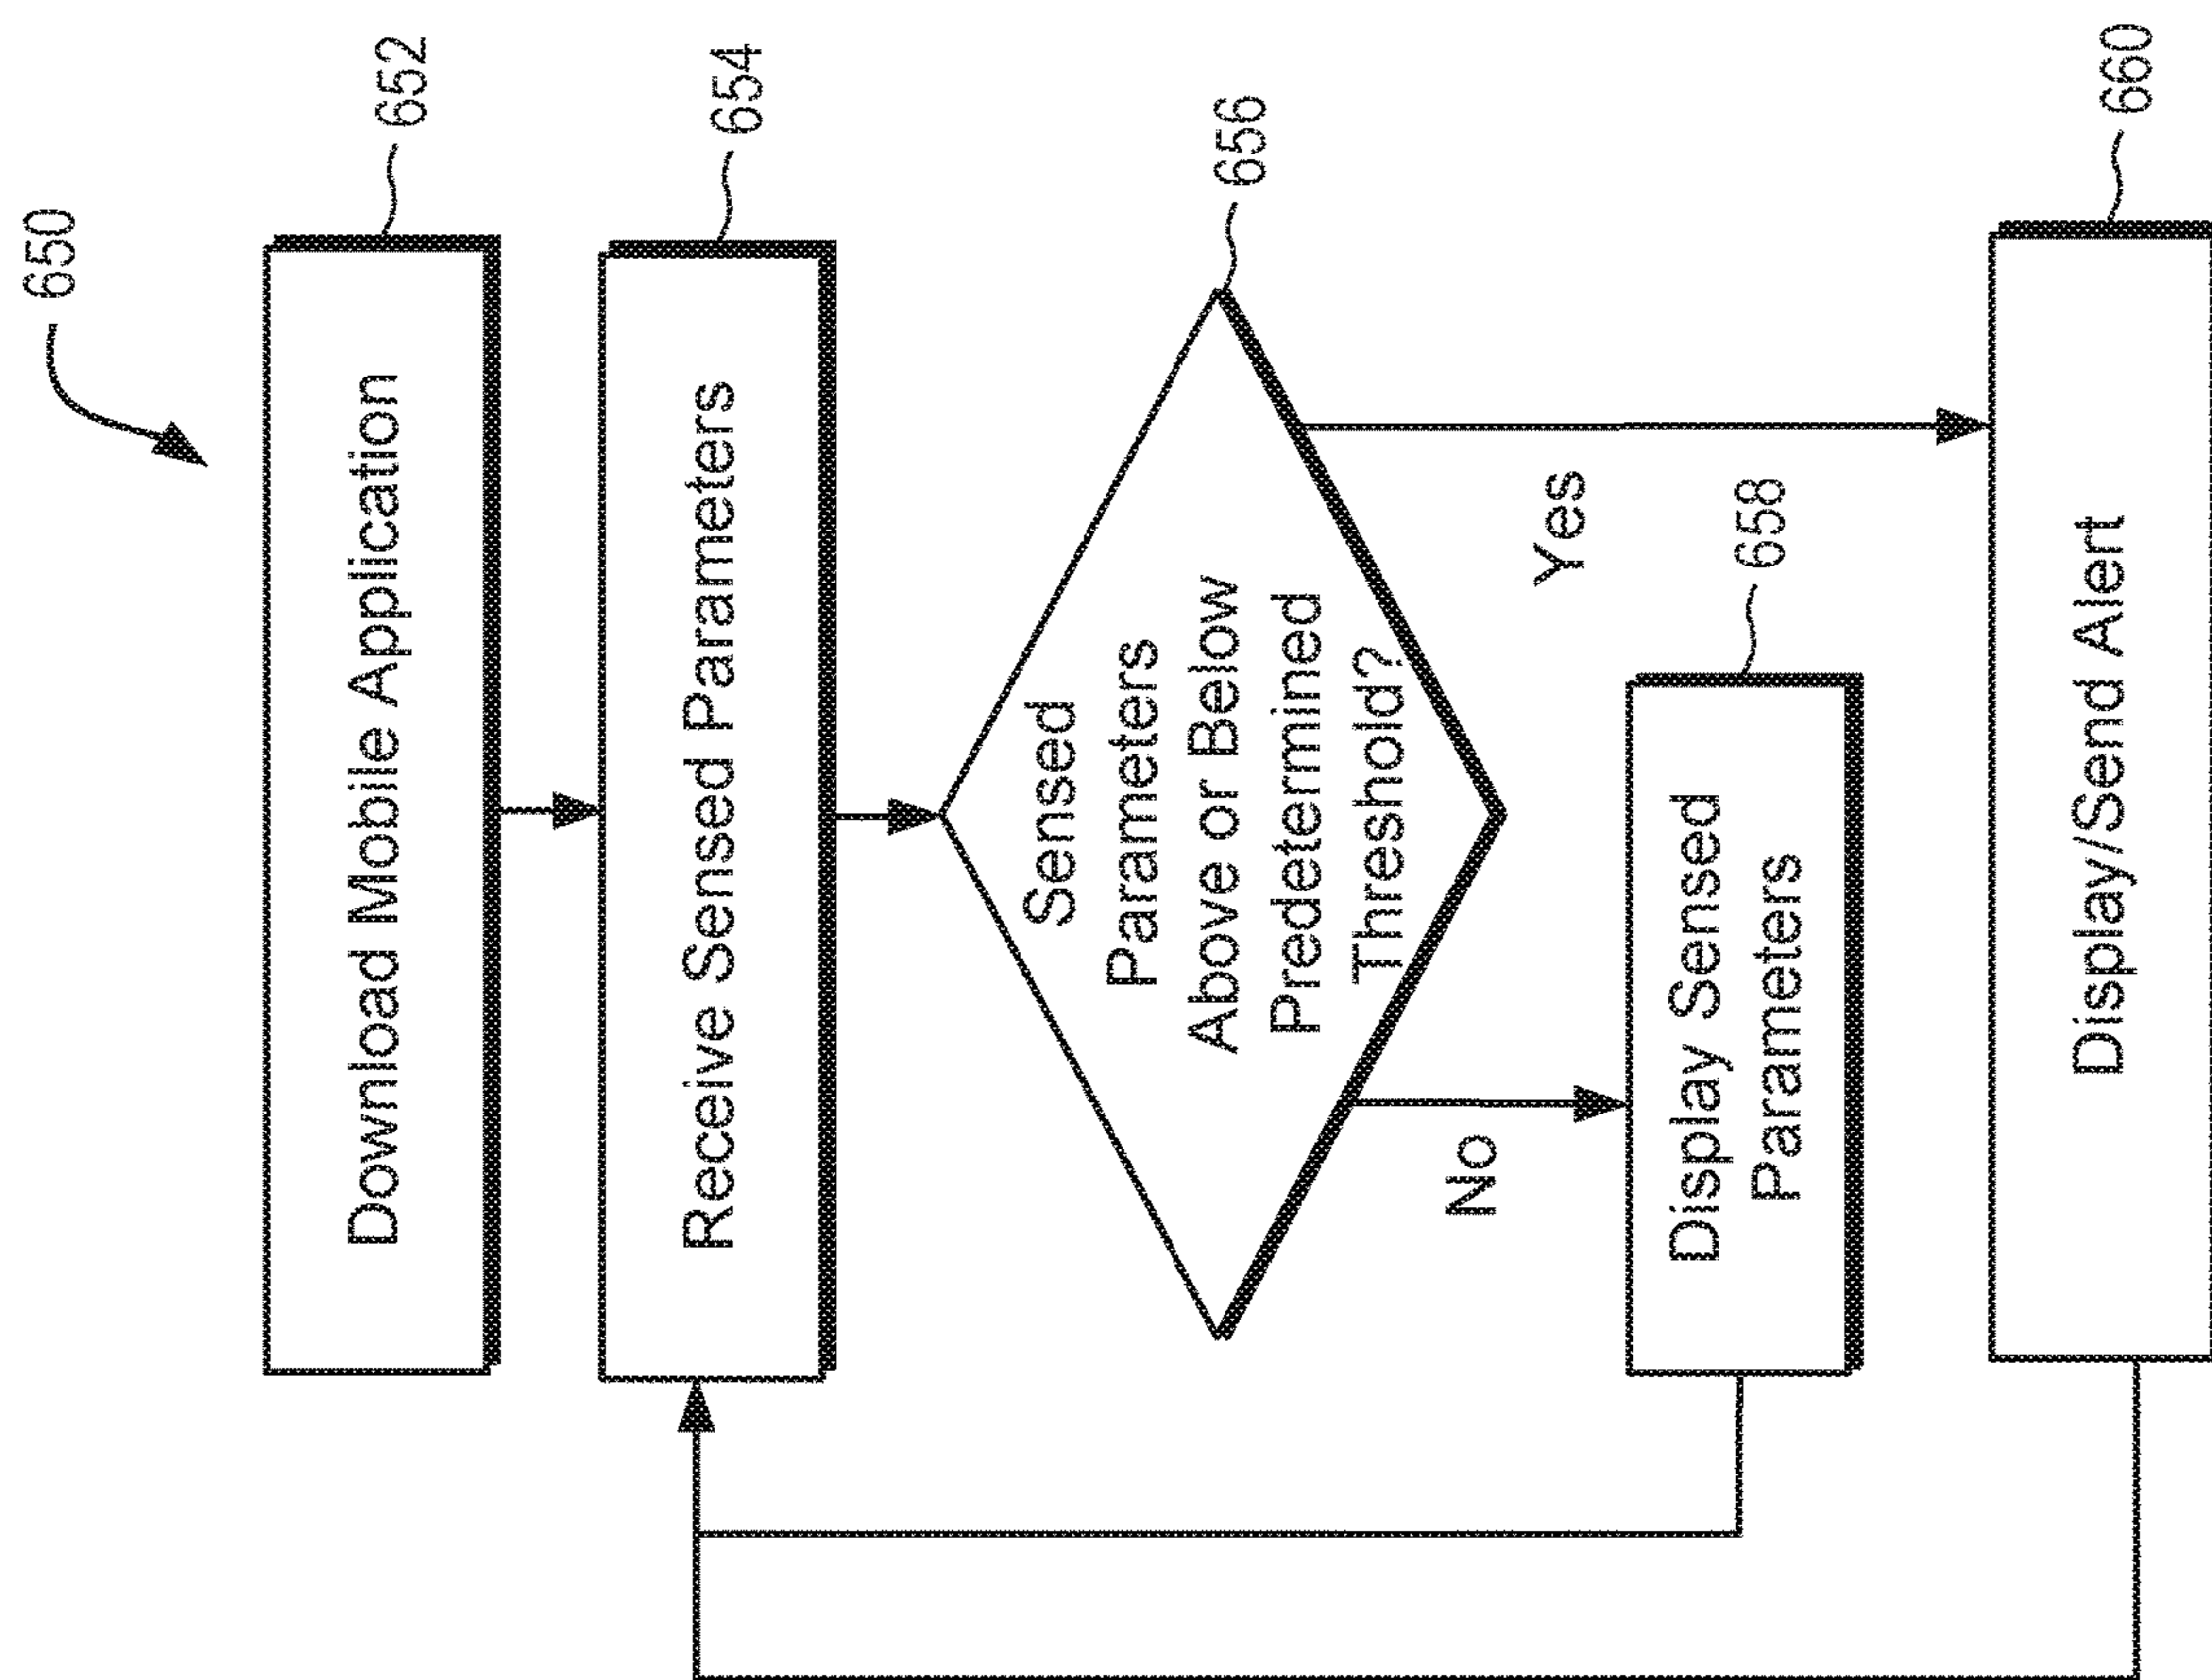 650
Download Mobile Application
652
Receive Sensed Parameters
654
Sensed
Parameters
Above or Below
Predetermined
Threshold?
656
No
Yes
Display Sensed
Parameters
658
Display/Send Alert
660